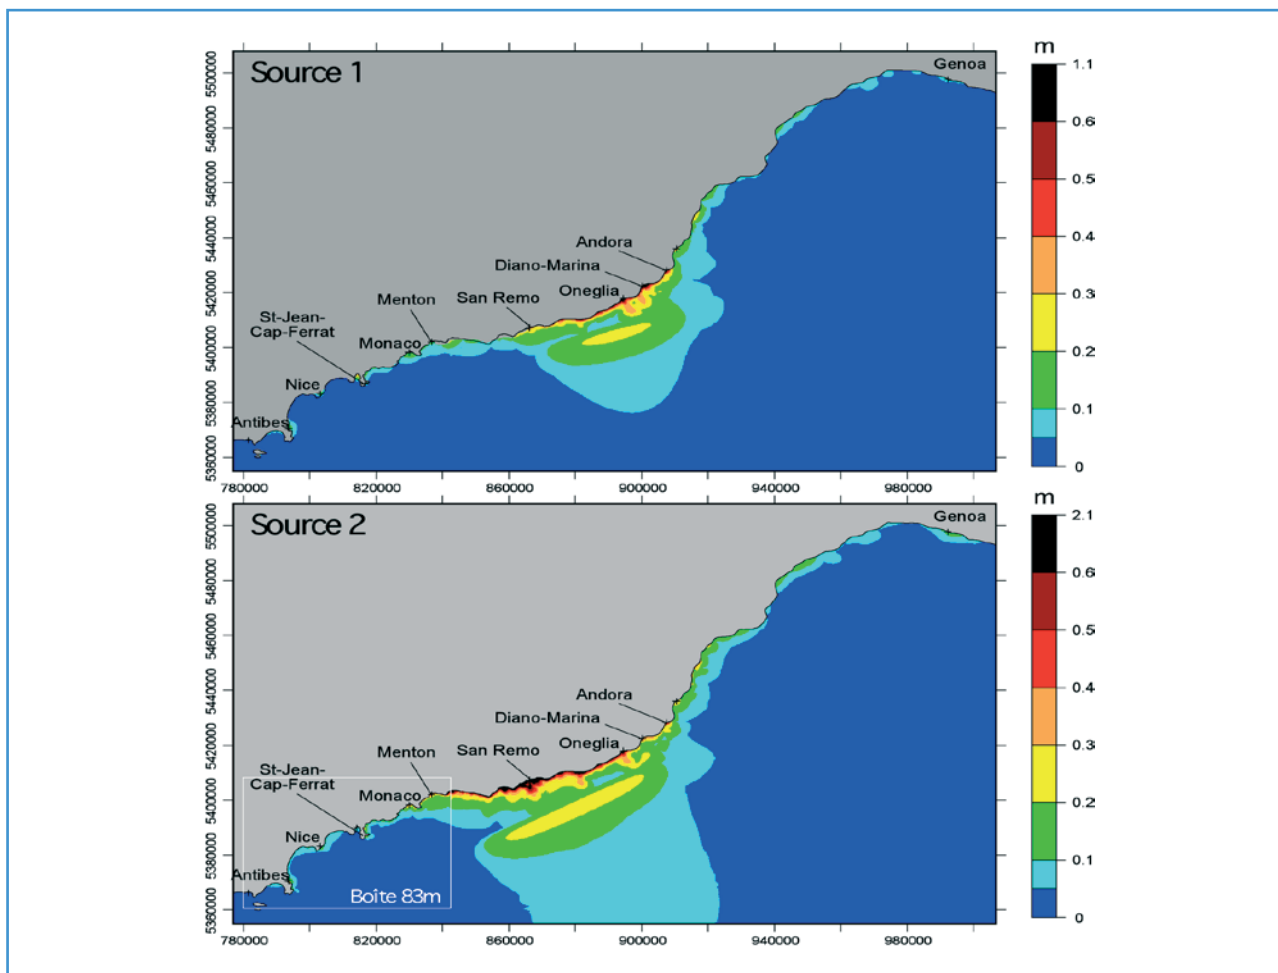 Source 1
Genoa
Andora
Diano-Marina
Oneglia
San Remo
Menton
St-Jean-
Cap-Ferrat
Monaco
Nice
Antibes
5500000
5480000
5460000
5440000
5420000
5400000
5380000
5360000
780000
820000
860000
900000
940000
980000
m
1.1
0.6
0.5
0.4
0.3
0.2
0.1
0
Source 2
Genoa
Andora
Diano-Marina
Oneglia
San Remo
Menton
St-Jean-
Cap-Ferrat
Monaco
Nice
Antibes
Boîte 83m
5500000
5480000
5460000
5440000
5420000
5400000
5380000
5360000
780000
820000
860000
900000
940000
980000
m
2.1
0.6
0.5
0.4
0.3
0.2
0.1
0